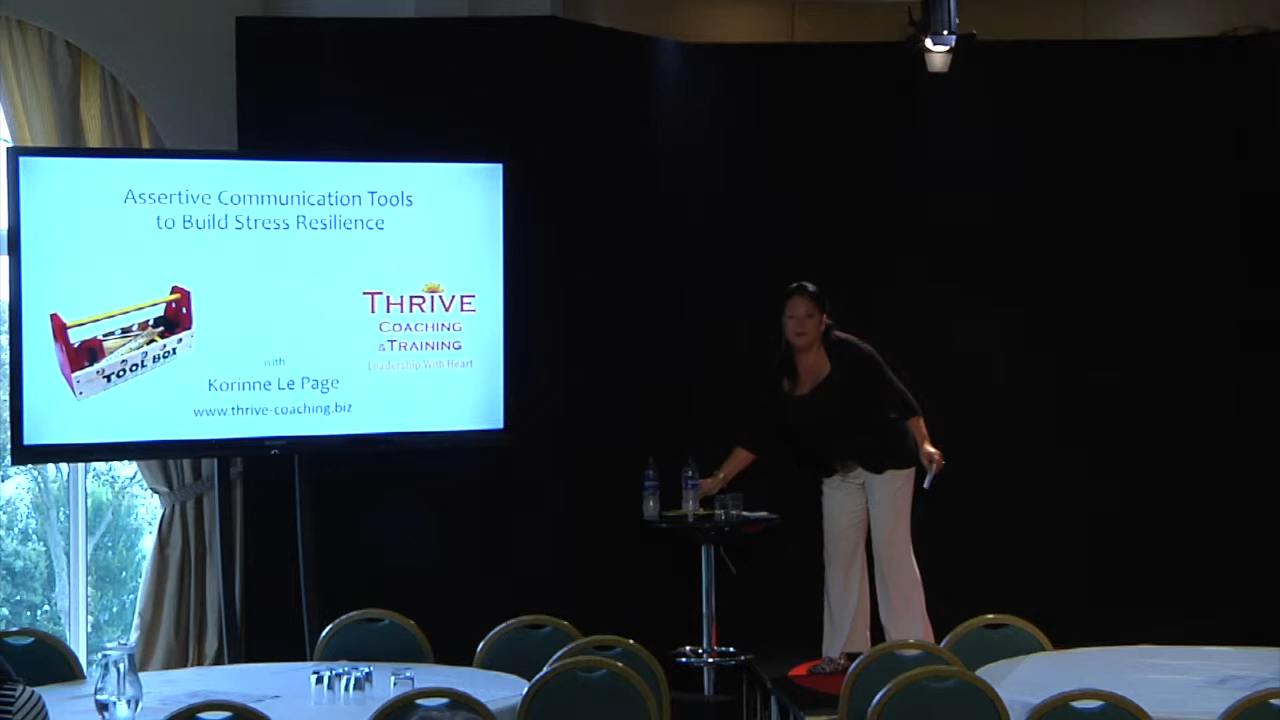 Assertive Communication Tools
to Build Stress Resilience
THRIVE
COACHING
& TRAINING
Leadership With Heart
TOOL BOX
with
Korinne Le Page
www.thrive-coaching.biz